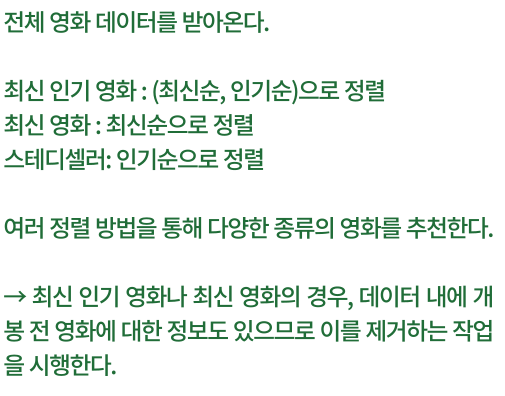 전체 영화 데이터를 받아온다.
최신 인기 영화 : (최신순, 인기순)으로 정렬
최신 영화 : 최신순으로 정렬
스테디셀러: 인기순으로 정렬
여러 정렬 방법을 통해 다양한 종류의 영화를 추천한다.
→ 최신 인기 영화나 최신 영화의 경우, 데이터 내에 개
봉 전 영화에 대한 정보도 있으므로 이를 제거하는 작업
을 시행한다.